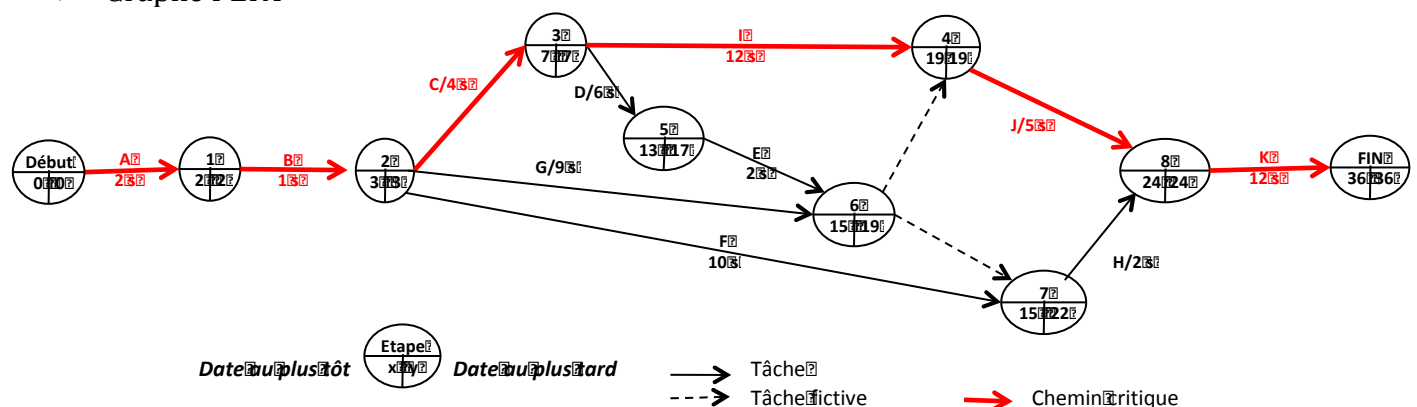 Graphe PERT
3
7 7
I
12 s
4
19 19
C/4 s
D/6 s
J/5 s
5
13 17
Début
0 0
A
2 s
1
2 2
B
1 s
2
3 3
G/9 s
E
2 s
8
24 24
K
12 s
FIN
36 36
6
15 19
F
10 s
H/2 s
7
15 22
Date au plus tôt
Etape
x y
Date au plus tard
Tâche
Tâche fictive
Chemin critique